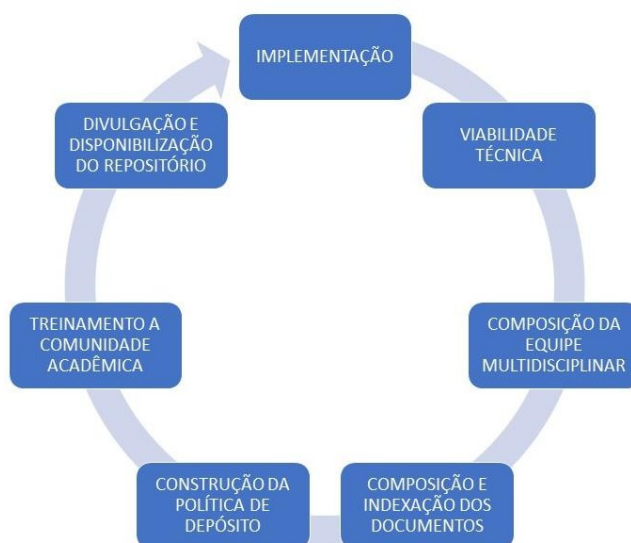 IMPLEMENTAÇÃO
VIABILIDADE
TÉCNICA
COMPOSIÇÃO DA
EQUIPE
MULTIDISCIPLINAR
COMPOSIÇÃO E
INDEXAÇÃO DOS
DOCUMENTOS
CONSTRUÇÃO DA
POLÍTICA DE
DEPÓSITO
TREINAMENTO A
COMUNIDADE
ACADÊMICA
DIVULGAÇÃO E
DISPONIBILIZAÇÃO
DO REPOSITÓRIO